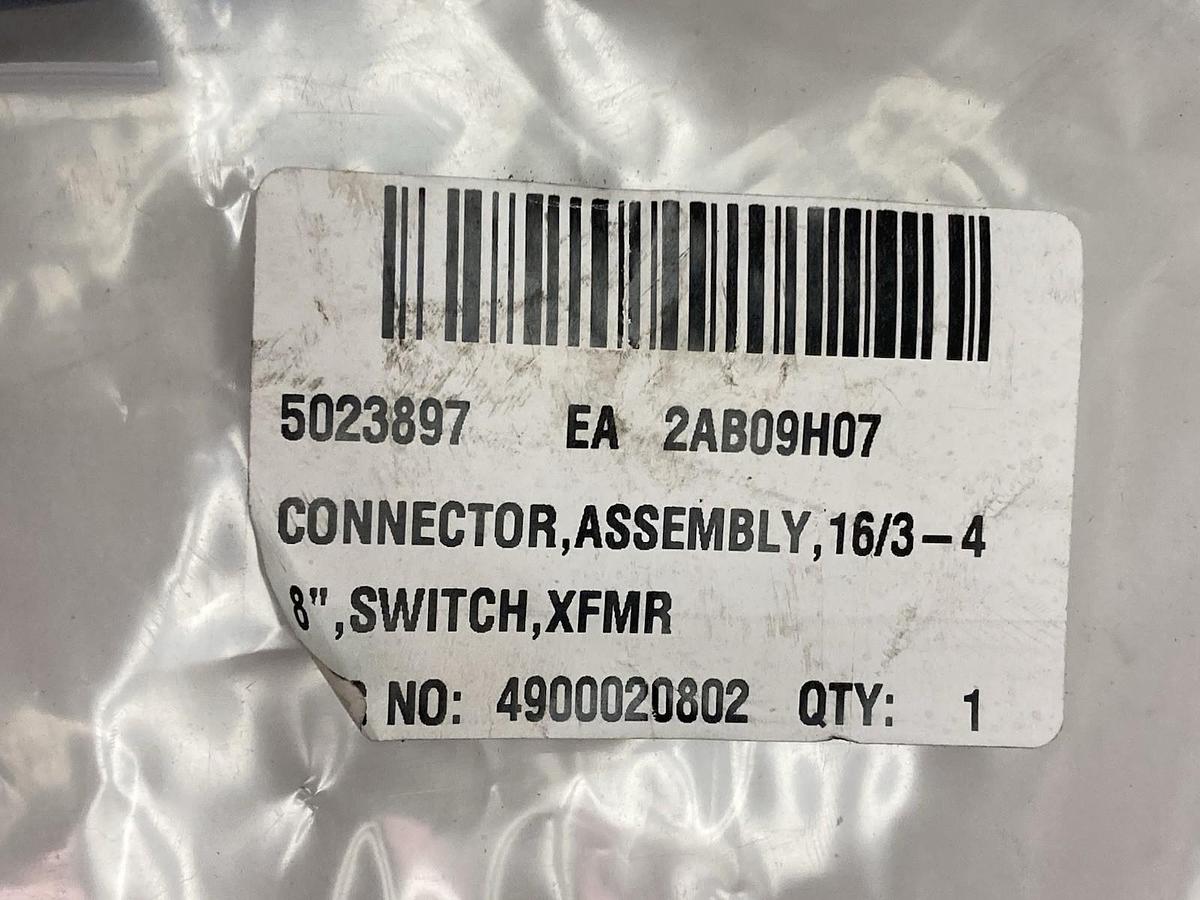 5023897 EA 2AB09H07
CONNECTOR,ASSEMBLY,16/3-4
8",SWITCH,XFMR
NO: 4900020802 QTY: 1